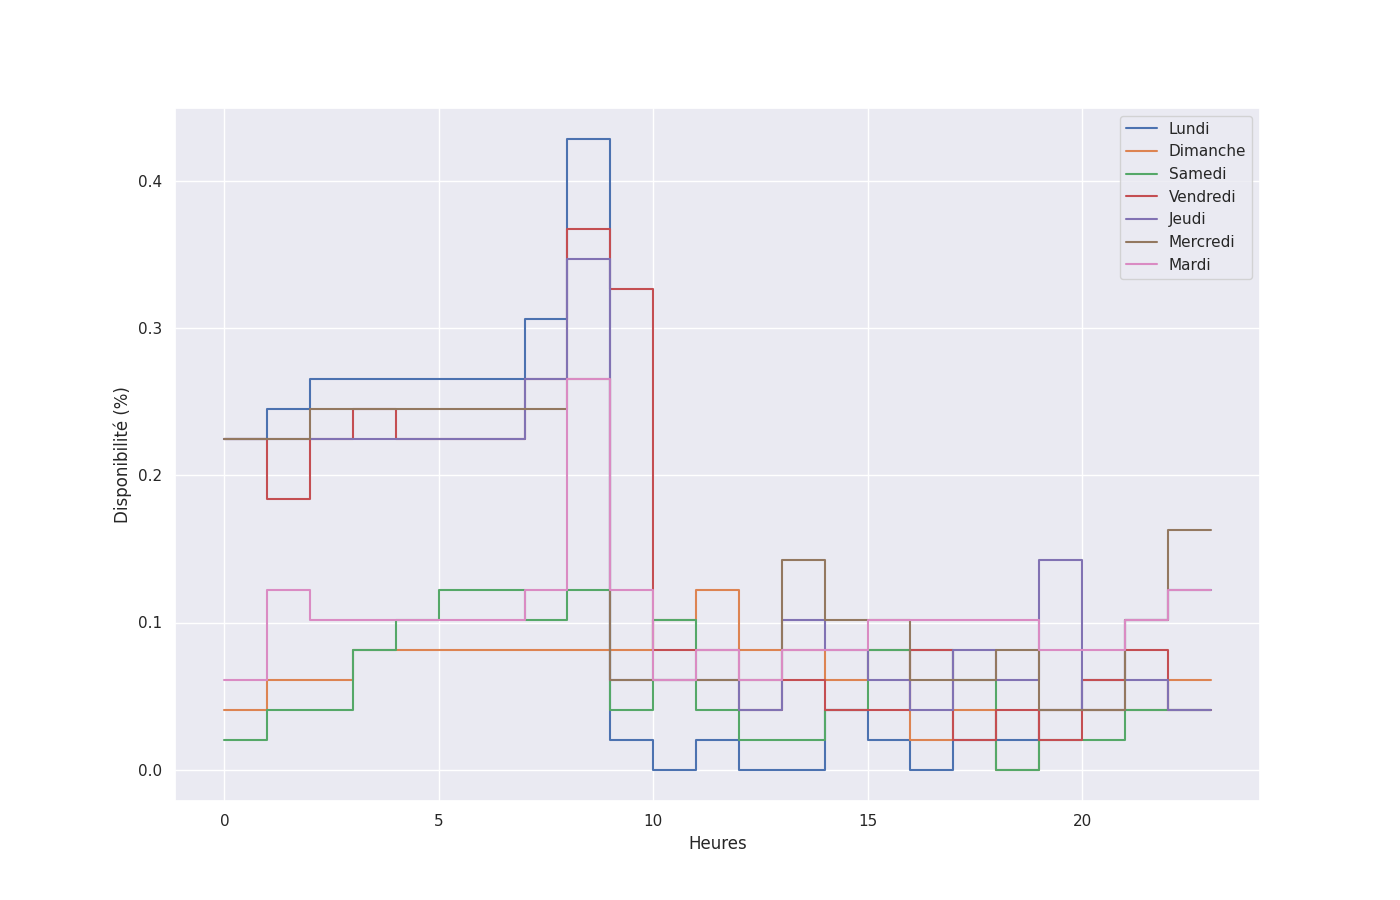 Lundi
Dimanche
Samedi
Vendredi
Jeudi
Mercredi
Mardi
0.4
0.3
0.2
0.1
0.0
Disponibilité (%)
0 5 10 15 20
Heures